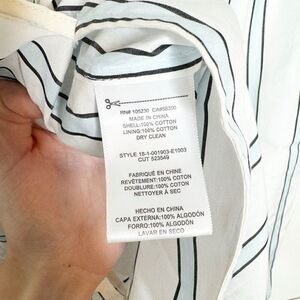 RN# 105230 CA#58300
MADE IN CHINA
SHELL:100% COTTON
LINING:100% COTTON
DRY CLEAN
STYLE 18-1-001903-E1003
CUT 523549
FABRIQUÉ EN CHINE
REVÊTEMENT:100% COTON
DOUBLURE:100% COTON
NETTOYER À SEC
HECHO EN CHINA
CAPA EXTERNA:100% ALGODÓN
FORRO:100% ALGODÓN
LAVAR EN SECO